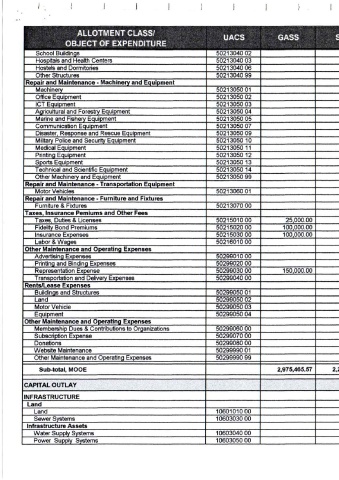 ALLOTMENT CLASS/ OBJECT OF EXPENDITURE UACS GASS
School Buildings 50213040 02
Hospitals and Health Centers 50213040 03
Hostels and Dormitories 50213040 06
Other Structures 50213040 99
Repair and Maintenance - Machinery and Equipment
Machinery 50213050 01
Office Equipment 50213050 02
ICT Equipment 50213050 03
Agricultural and Forestry Equipment 50213050 04
Marine and Fishery Equipment 50213050 05
Communication Equipment 50213050 07
Disaster, Response and Rescue Equipment 50213050 09
Military Police and Security Equipment 50213050 10
Medical Equipment 50213050 11
Printing Equipment 50213050 12
Sports Equipment 50213050 13
Technical and Scientific Equipment 50213050 14
Other Machinery and Equipment 50213050 99
Repair and Maintenance - Transportation Equipment
Motor Vehicles 50213060 01
Repair and Maintenance - Furniture and Fixtures
Furniture & Fixtures 50213070 00
Taxes, Insurance Pemiums and Other Fees
Taxes, Duties & Licenses 50215010 00 25,000.00
Fidelity Bond Premiums 50215020 00 100,000.00
Insurance Expenses 50215030 00 100,000.00
Labor & Wages 50216010 00
Other Maintenance and Operating Expenses
Advertising Expenses 50299010 00
Printing and Binding Expenses 50299020 00
Representation Expense 50299030 00 150,000.00
Transportation and Delivery Expenses 50299040 00
Rents/Lease Expenses
Buildings and Structures 50299050 01
Land 50299050 02
Motor Vehicle 50299050 03
Equipment 50299050 04
Other Maintenance and Operating Expenses
Membership Dues & Contributions to Organizations 50299060 00
Subscription Expense 50299070 00
Donations 50299080 00
Website Maintenance 50299990 01
Other Maintenance and Operating Expenses 50299990 99
Sub-total, MOOE 2,975,465.57
CAPITAL OUTLAY
INFRASTRUCTURE
Land
Land 10601010 00
Sewer Systems 10603030 00
Infrastructure Assets
Water Supply Systems 10603040 00
Power Supply Systems 10603050 00